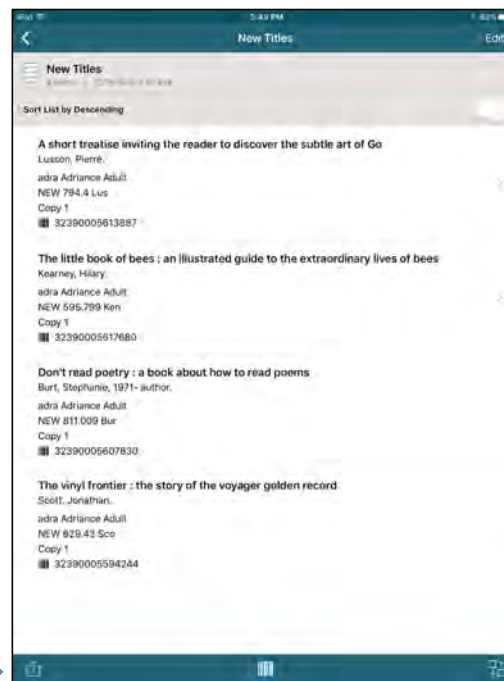 iPad
5:49 PM
82%
New Titles
Edit
New Titles
Sort List by Descending
A short treatise inviting the reader to discover the subtle art of Go
Lusson, Pierre.
adra Adriance Adult
NEW 794.4 Lus
Copy 1
32390005613887
The little book of bees : an illustrated guide to the extraordinary lives of bees
Kearney, Hilary.
adra Adriance Adult
NEW 595.799 Ken
Copy 1
32390005617680
Don't read poetry : a book about how to read poems
Burt, Stephanie, 1971- author.
adra Adriance Adult
NEW 811.009 Bur
Copy 1
32390005607830
The vinyl frontier : the story of the voyager golden record
Scott, Jonathan.
adra Adriance Adult
NEW 629.43 Sco
Copy 1
32390005594244